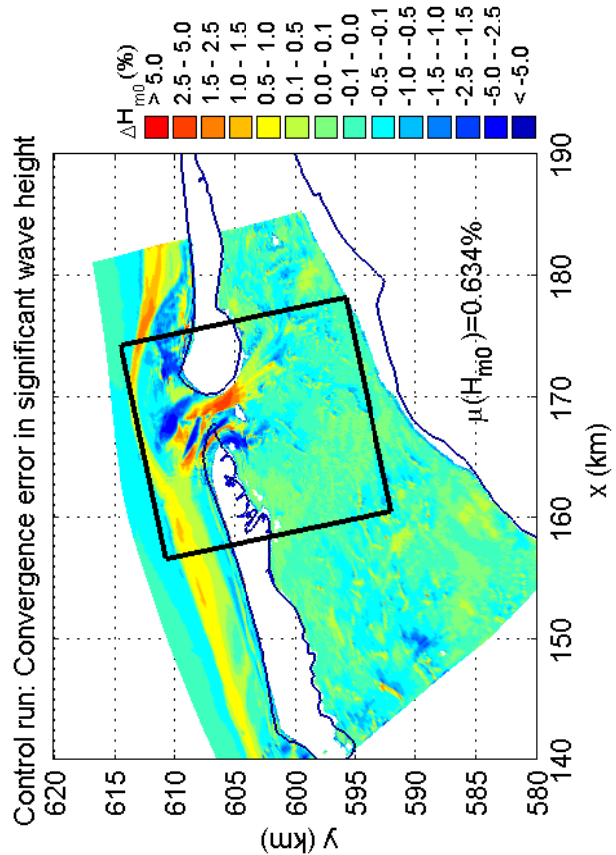 Control run: Convergence error in significant wave height
ΔHm0 (%)
> 5.0
2.5 - 5.0
1.5 - 2.5
1.0 - 1.5
0.5 - 1.0
0.1 - 0.5
0.0 - 0.1
-0.1 - 0.0
-0.5 - -0.1
-1.0 - -0.5
-1.5 - -1.0
-2.5 - -1.5
-5.0 - -2.5
< -5.0
620
615
610
605
600
595
590
585
580
y (km)
μ(Hm0)=0.634%
140
150
160
170
180
190
x (km)